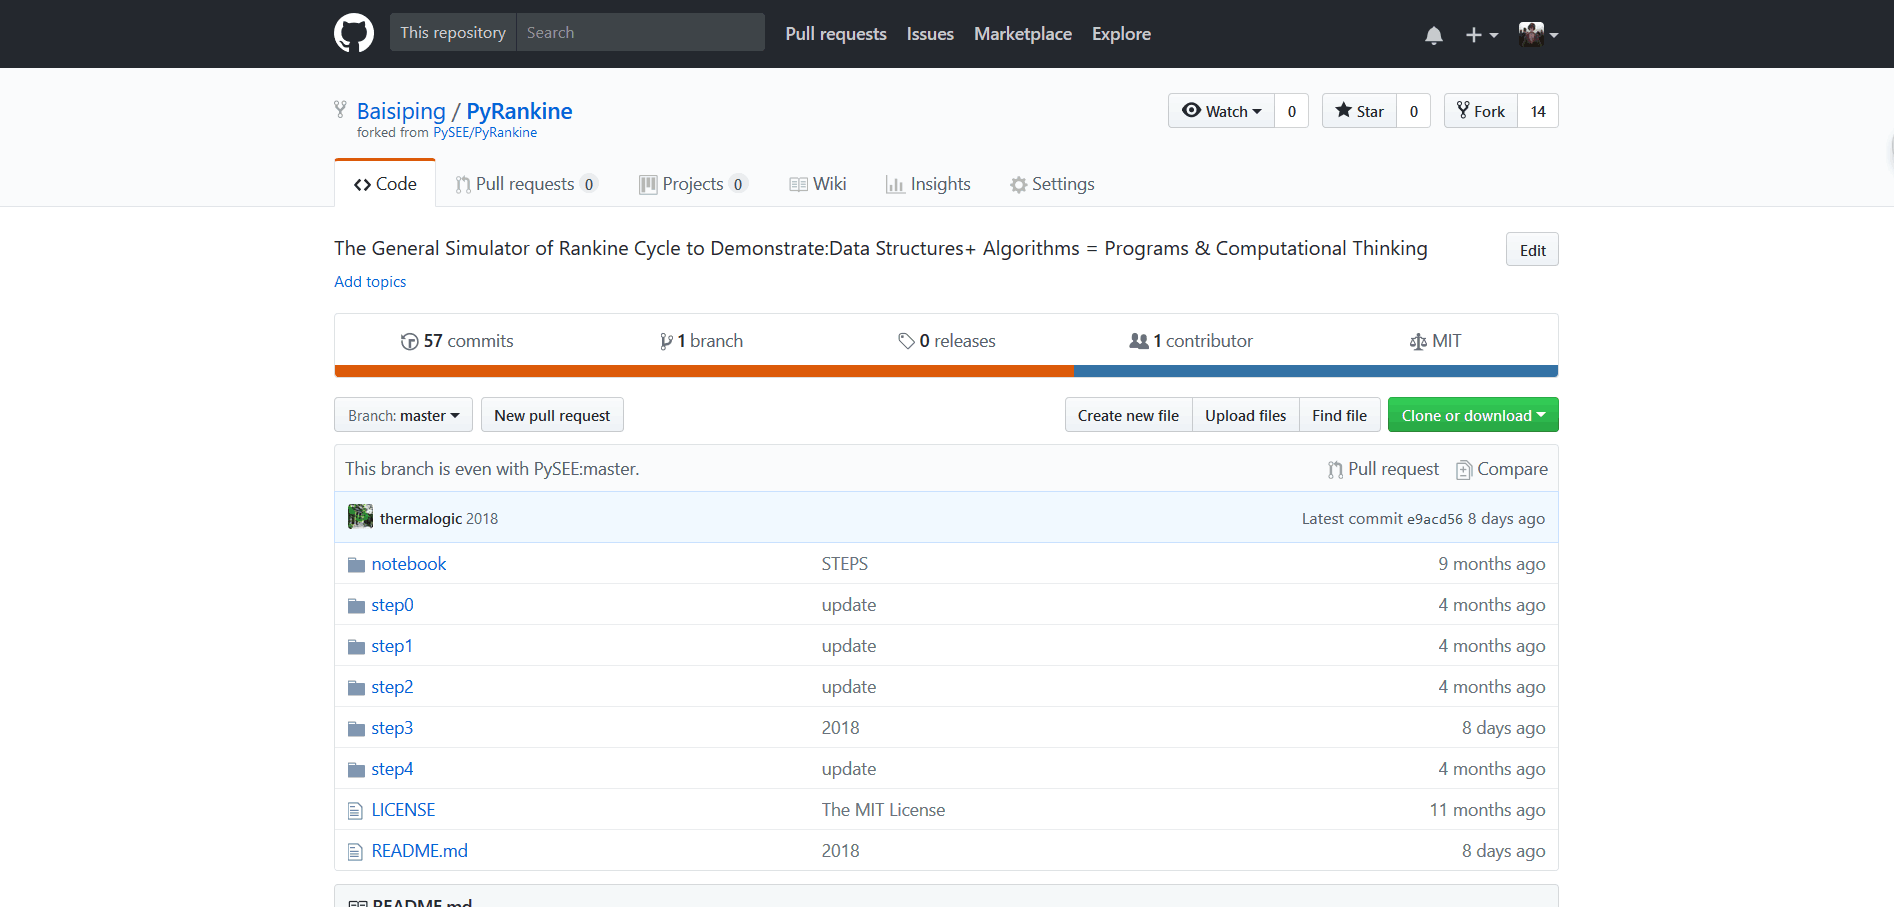 This repository Search Pull requests Issues Marketplace Explore
Baisiping / PyRankine Watch 0 Star 0 Fork 14
forked from PySEE/PyRankine
Code Pull requests 0 Projects 0 Wiki Insights Settings
The General Simulator of Rankine Cycle to Demonstrate:Data Structures+ Algorithms = Programs & Computational Thinking Edit
Add topics
57 commits 1 branch 0 releases 1 contributor MIT
Branch: master New pull request Create new file Upload files Find file Clone or download
This branch is even with PySEE:master. Pull request Compare
thermalogic 2018 Latest commit e9acd56 8 days ago
notebook STEPS 9 months ago
step0 update 4 months ago
step1 update 4 months ago
step2 update 4 months ago
step3 2018 8 days ago
step4 update 4 months ago
LICENSE The MIT License 11 months ago
README.md 2018 8 days ago
README.md